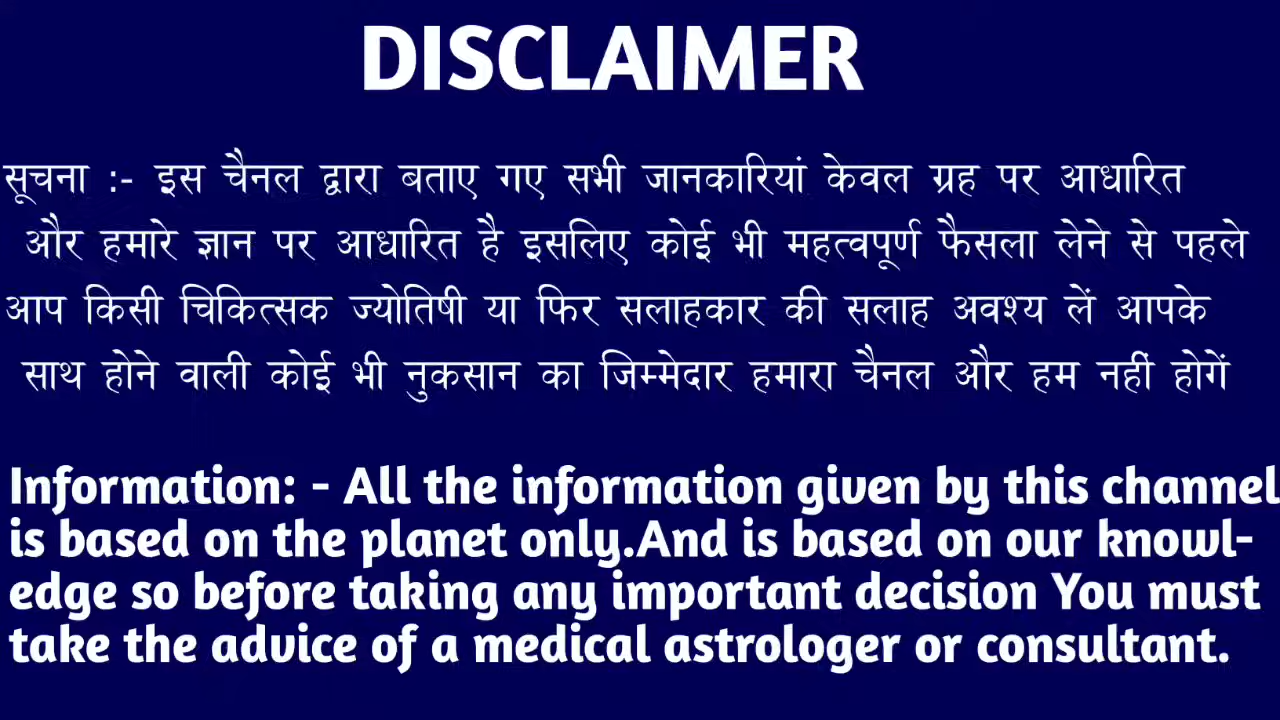 DISCLAIMER
सूचना :- इस चैनल द्वारा बताए गए सभी जानकारियां केवल ग्रह पर आधारित
और हमारे ज्ञान पर आधारित है इसलिए कोई भी महत्वपूर्ण फैसला लेने से पहले
आप किसी चिकित्सक ज्योतिषी या फिर सलाहकार की सलाह अवश्य लें आपके
साथ होने वाली कोई भी नुकसान का जिम्मेदार हमारा चैनल और हम नहीं होगें
Information: - All the information given by this channel
is based on the planet only.And is based on our knowl-
edge so before taking any important decision You must
take the advice of a medical astrologer or consultant.